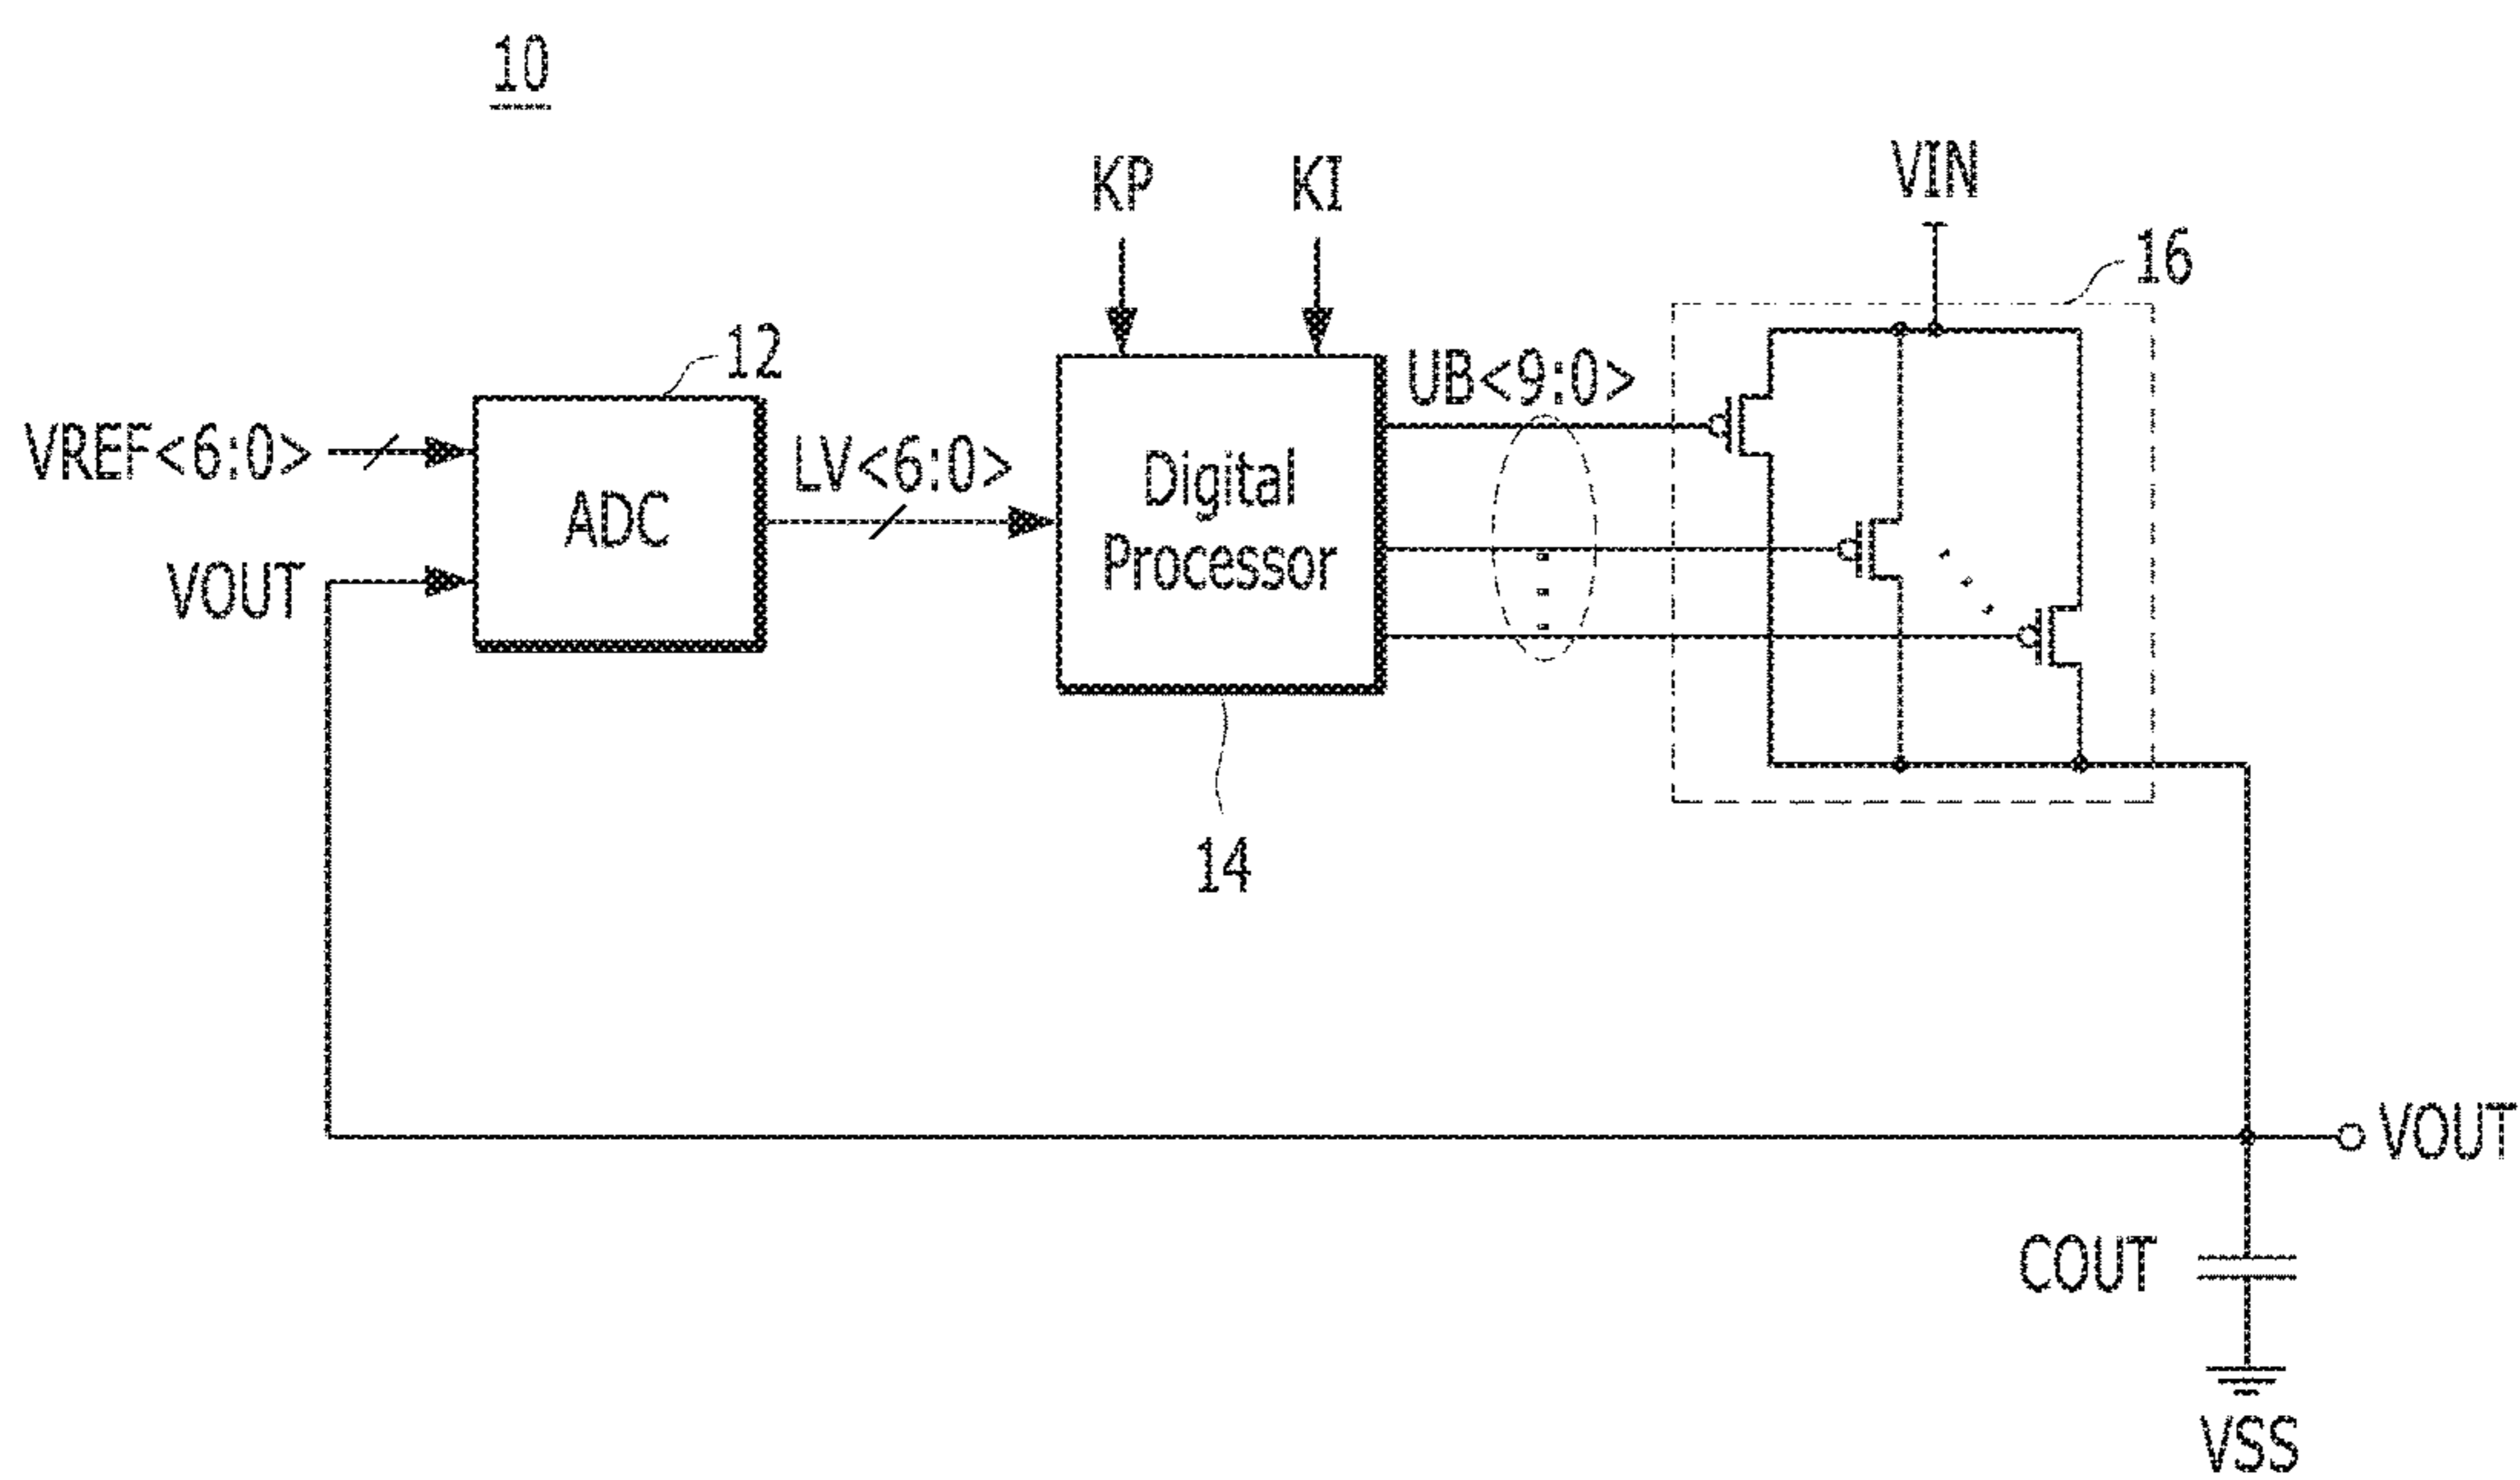 10
KP
KI
VIN
16
12
UB<9:0>
VREF<6:0>
LV<6:0>
ADC
Digital
Processor
VOUT
14
VOUT
COUT
VSS